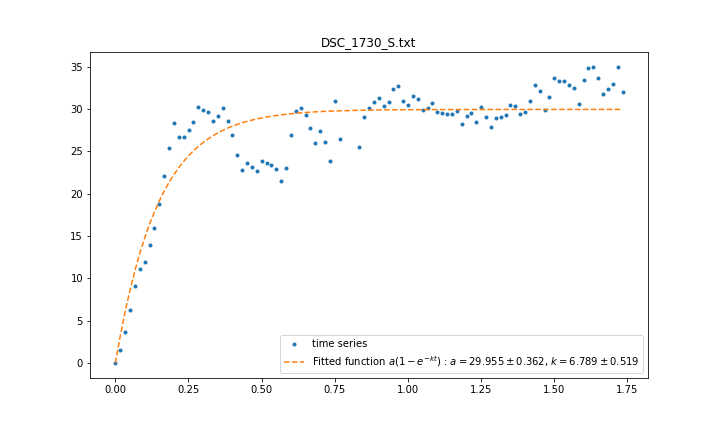 DSC_1730_S.txt
35
30
25
20
15
10
5
0
time series
Fitted function a(1 − e^{−kt}) : a = 29.955 ± 0.362, k = 6.789 ± 0.519
0.00 0.25 0.50 0.75 1.00 1.25 1.50 1.75